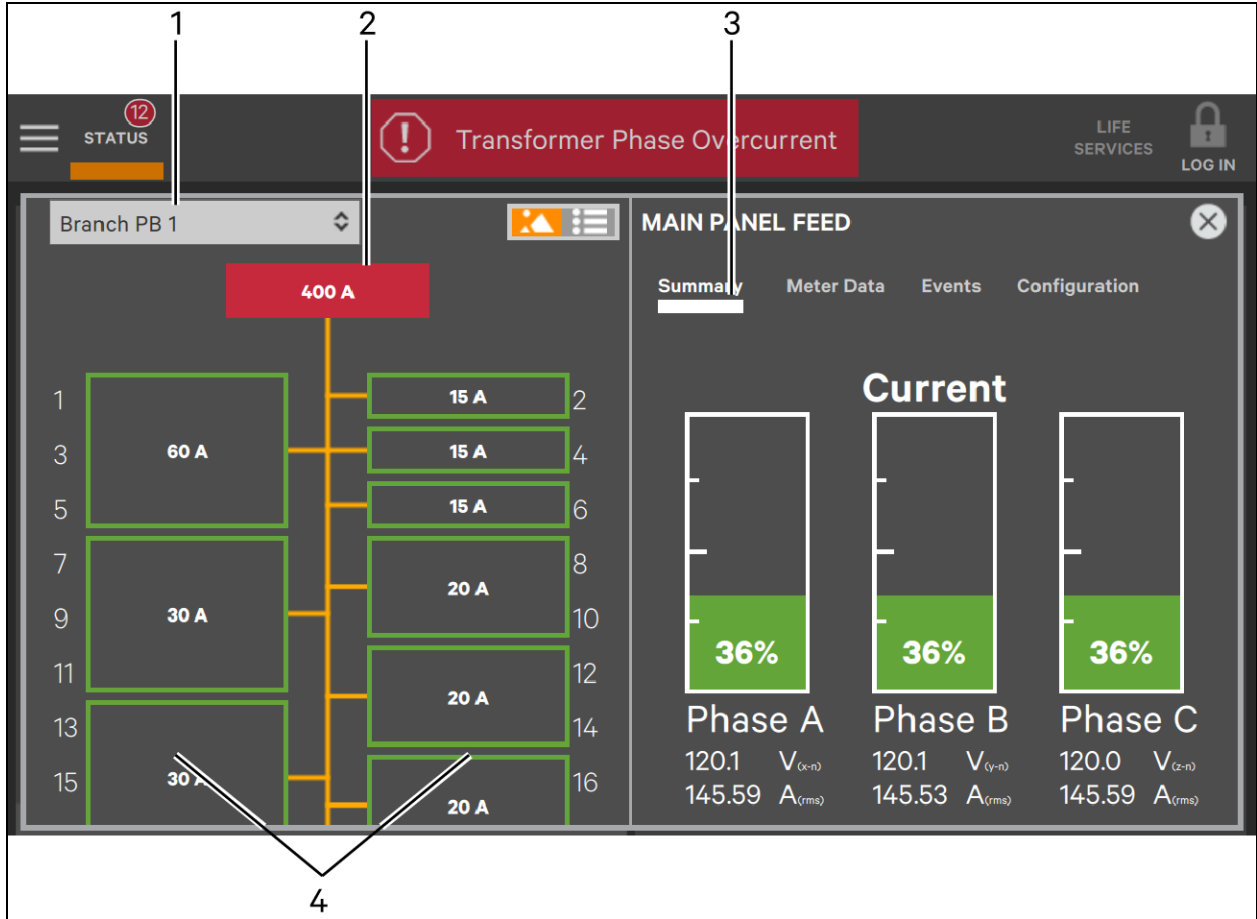 1 2 3
12
STATUS
Transformer Phase Overcurrent
LIFE
SERVICES
LOG IN
Branch PB 1
400 A
1
3
5
60 A
7
9
11
30 A
13
15
30 A
15 A
2
15 A
4
15 A
6
20 A
8
10
20 A
12
14
20 A
16
4
MAIN PANEL FEED
Summary Meter Data Events Configuration
Current
36% 36% 36%
Phase A Phase B Phase C
120.1 V(x-n) 120.1 V(y-n) 120.0 V(z-n)
145.59 A(rms) 145.53 A(rms) 145.59 A(rms)